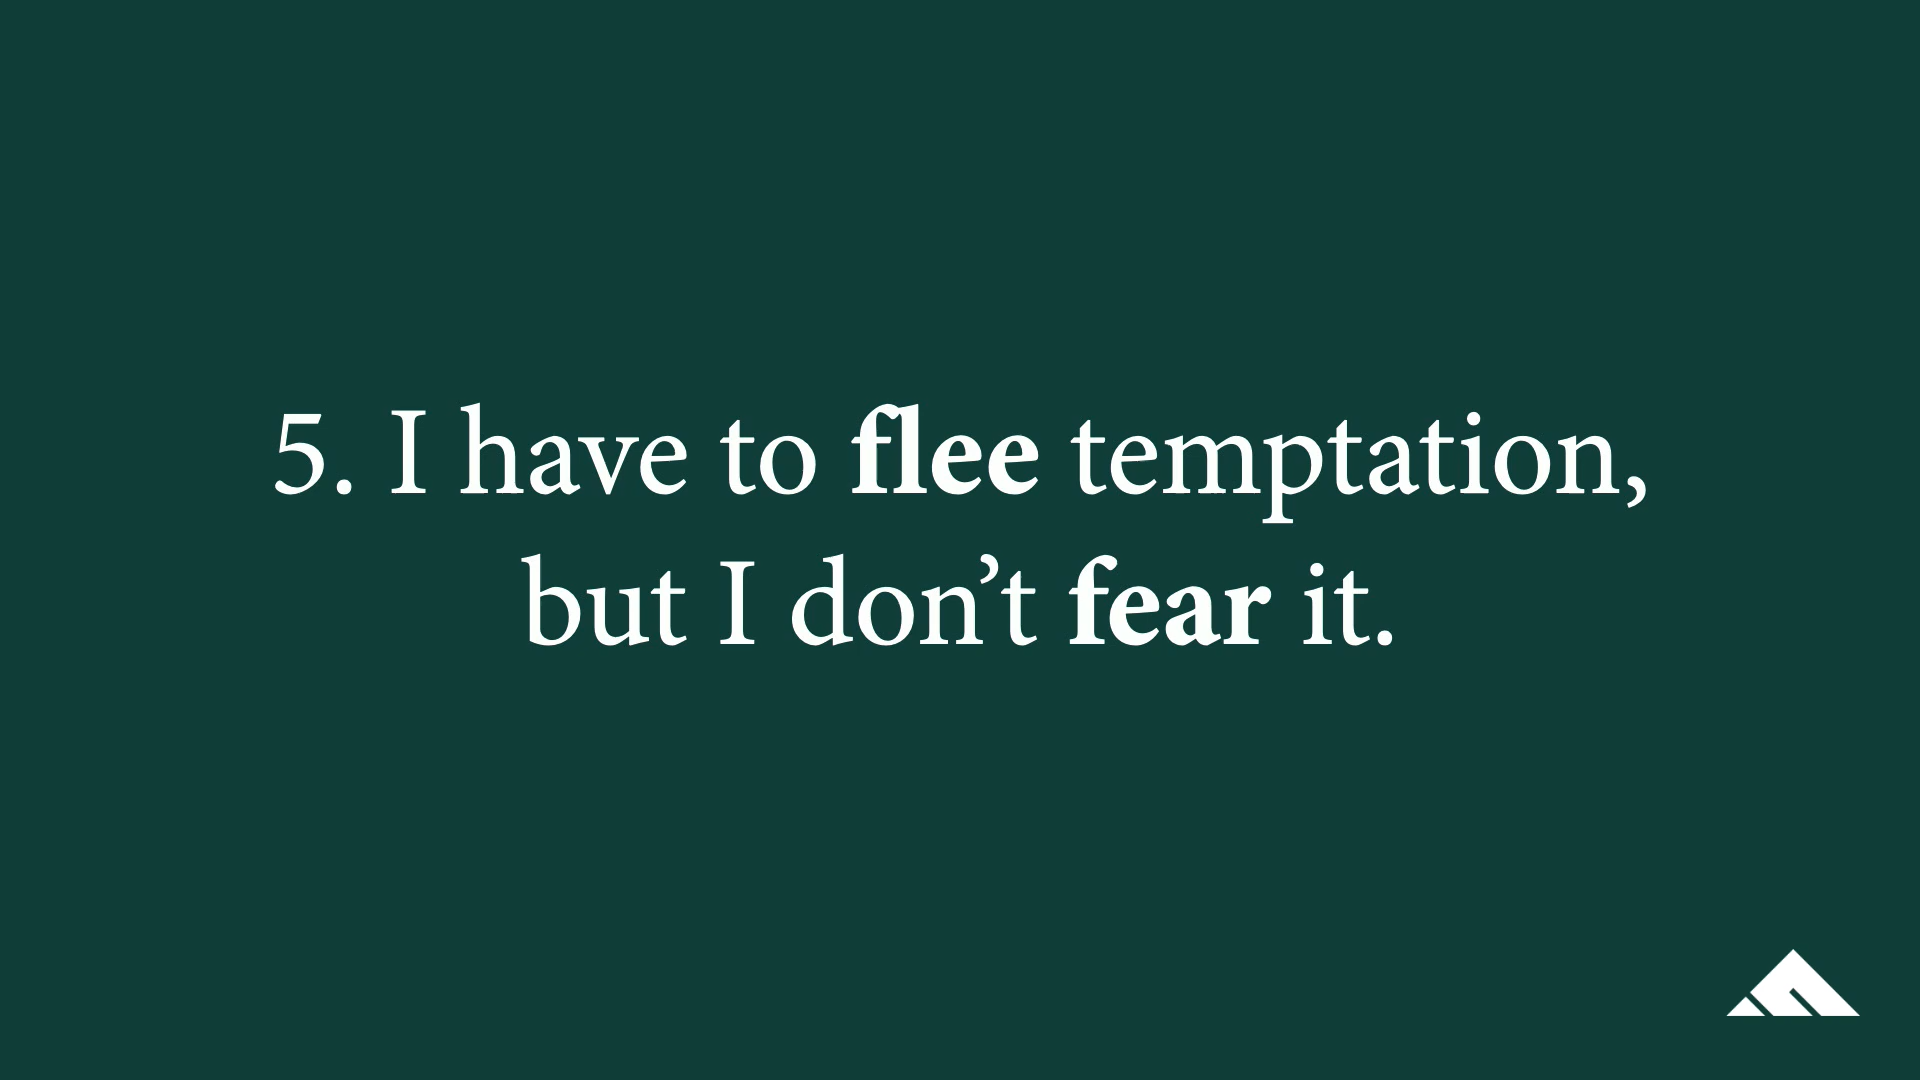 5. I have to flee temptation,
but I don’t fear it.